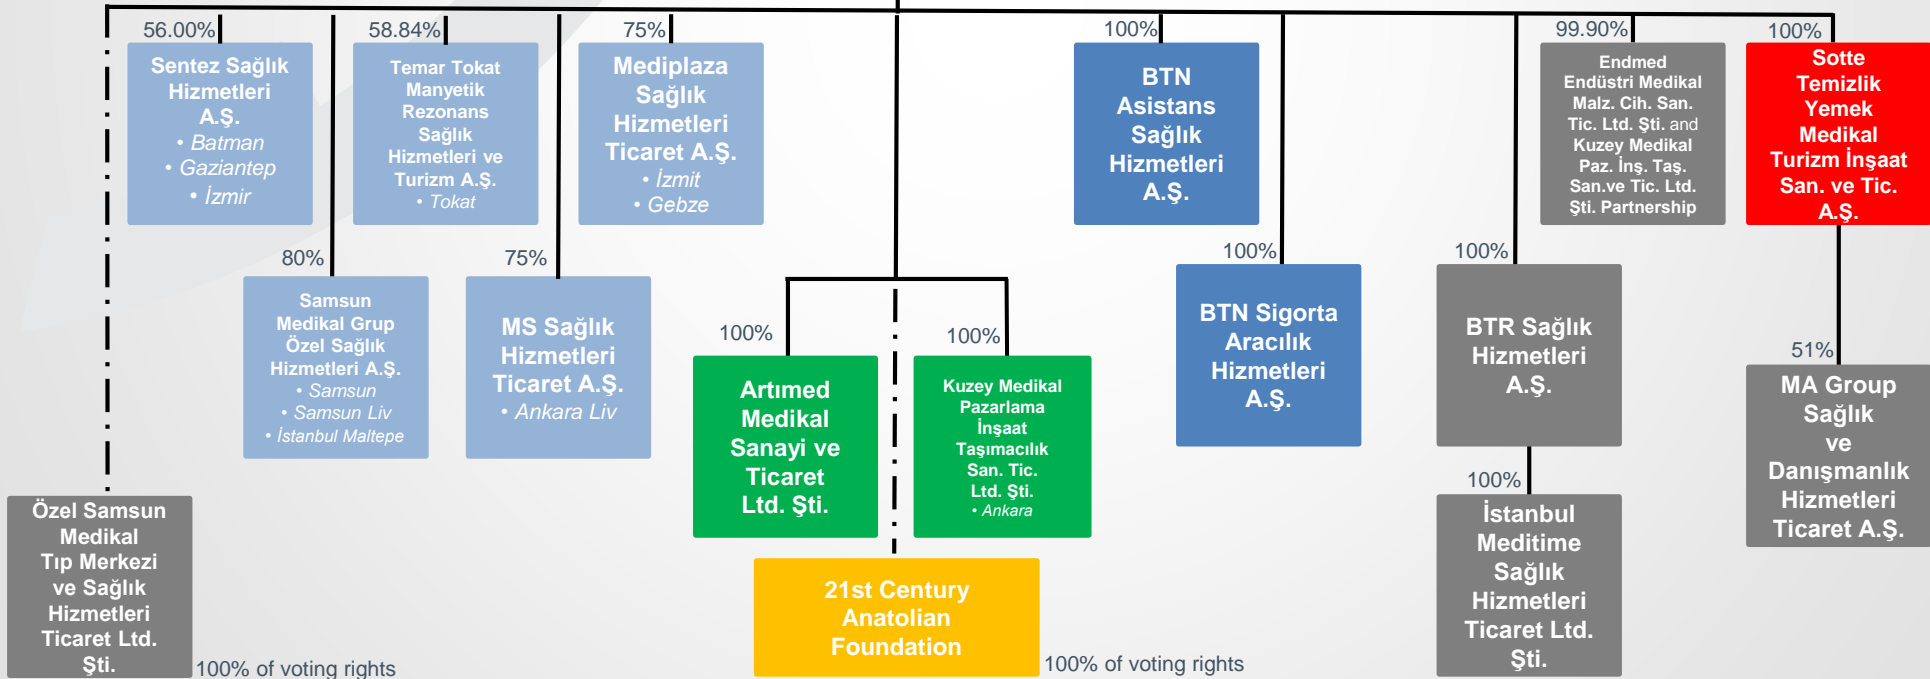 56.00%
Sentez Sağlık
Hizmetleri
A.Ş.
• Batman
• Gaziantep
• İzmir
58.84%
Temar Tokat
Manyetik
Rezonans
Sağlık
Hizmetleri ve
Turizm A.Ş.
• Tokat
75%
Mediplaza
Sağlık
Hizmetleri
Ticaret A.Ş.
• İzmit
• Gebze
100%
BTN
Asistans
Sağlık
Hizmetleri
A.Ş.
99.90%
Endmed
Endüstri Medikal
Malz. Cih. San.
Tic. Ltd. Şti. and
Kuzey Medikal
Paz. İnş. Taş.
San.ve Tic. Ltd.
Şti. Partnership
100%
Sotte
Temizlik
Yemek
Medikal
Turizm İnşaat
San. ve Tic.
A.Ş.
80%
Samsun
Medikal Grup
Özel Sağlık
Hizmetleri A.Ş.
• Samsun
• Samsun Liv
• İstanbul Maltepe
75%
MS Sağlık
Hizmetleri
Ticaret A.Ş.
• Ankara Liv
100%
Artımed
Medikal
Sanayi ve
Ticaret
Ltd. Şti.
100%
Kuzey Medikal
Pazarlama
İnşaat
Taşımacılık
San. Tic.
Ltd. Şti.
• Ankara
100%
BTN Sigorta
Aracılık
Hizmetleri
A.Ş.
100%
BTR Sağlık
Hizmetleri
A.Ş.
51%
MA Group
Sağlık
ve
Danışmanlık
Hizmetleri
Ticaret A.Ş.
Özel Samsun
Medikal
Tıp Merkezi
ve Sağlık
Hizmetleri
Ticaret Ltd.
Şti.
100% of voting rights
21st Century
Anatolian
Foundation
100% of voting rights
100%
İstanbul
Meditime
Sağlık
Hizmetleri
Ticaret Ltd.
Şti.